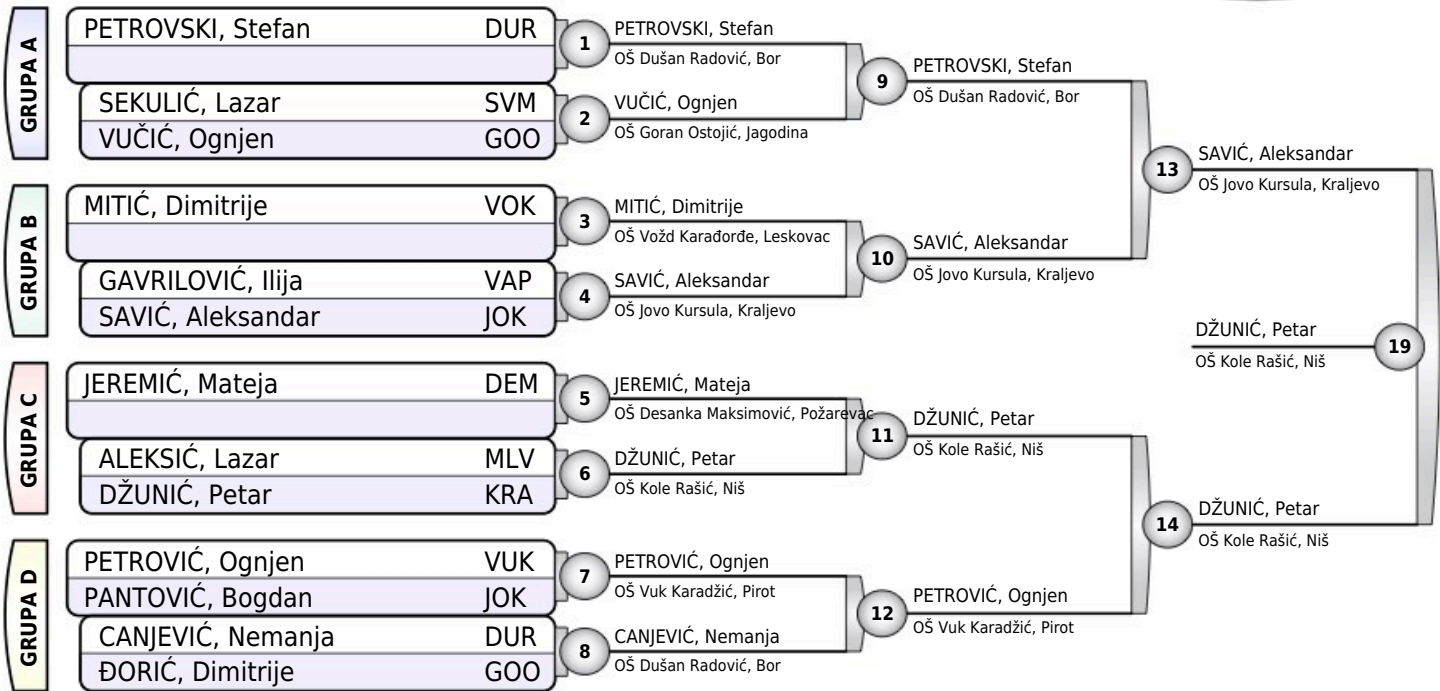 GRUPA A
PETROVSKI, Stefan DUR
SEKULIĆ, Lazar SVM
VUČIĆ, Ognjen GOO
GRUPA B
MITIĆ, Dimitrije VOK
GAVRILOVIĆ, Ilija VAP
SAVIĆ, Aleksandar JOK
GRUPA C
JEREMIĆ, Mateja DEM
ALEKSIĆ, Lazar MLV
DŽUNIĆ, Petar KRA
GRUPA D
PETROVIĆ, Ognjen VUK
PANTOVIĆ, Bogdan JOK
CANJEVIĆ, Nemanja DUR
ĐORIĆ, Dimitrije GOO
1
PETROVSKI, Stefan
OŠ Dušan Radović, Bor
2
VUČIĆ, Ognjen
OŠ Goran Ostojić, Jagodina
3
MITIĆ, Dimitrije
OŠ Vožd Karađorđe, Leskovac
4
SAVIĆ, Aleksandar
OŠ Jovo Kursula, Kraljevo
5
JEREMIĆ, Mateja
OŠ Desanka Maksimović, Požarevac
6
DŽUNIĆ, Petar
OŠ Kole Rašić, Niš
7
PETROVIĆ, Ognjen
OŠ Vuk Karadžić, Pirot
8
CANJEVIĆ, Nemanja
OŠ Dušan Radović, Bor
9
PETROVSKI, Stefan
OŠ Dušan Radović, Bor
10
SAVIĆ, Aleksandar
OŠ Jovo Kursula, Kraljevo
11
DŽUNIĆ, Petar
OŠ Kole Rašić, Niš
12
PETROVIĆ, Ognjen
OŠ Vuk Karadžić, Pirot
13
SAVIĆ, Aleksandar
OŠ Jovo Kursula, Kraljevo
14
DŽUNIĆ, Petar
OŠ Kole Rašić, Niš
DŽUNIĆ, Petar
OŠ Kole Rašić, Niš
19